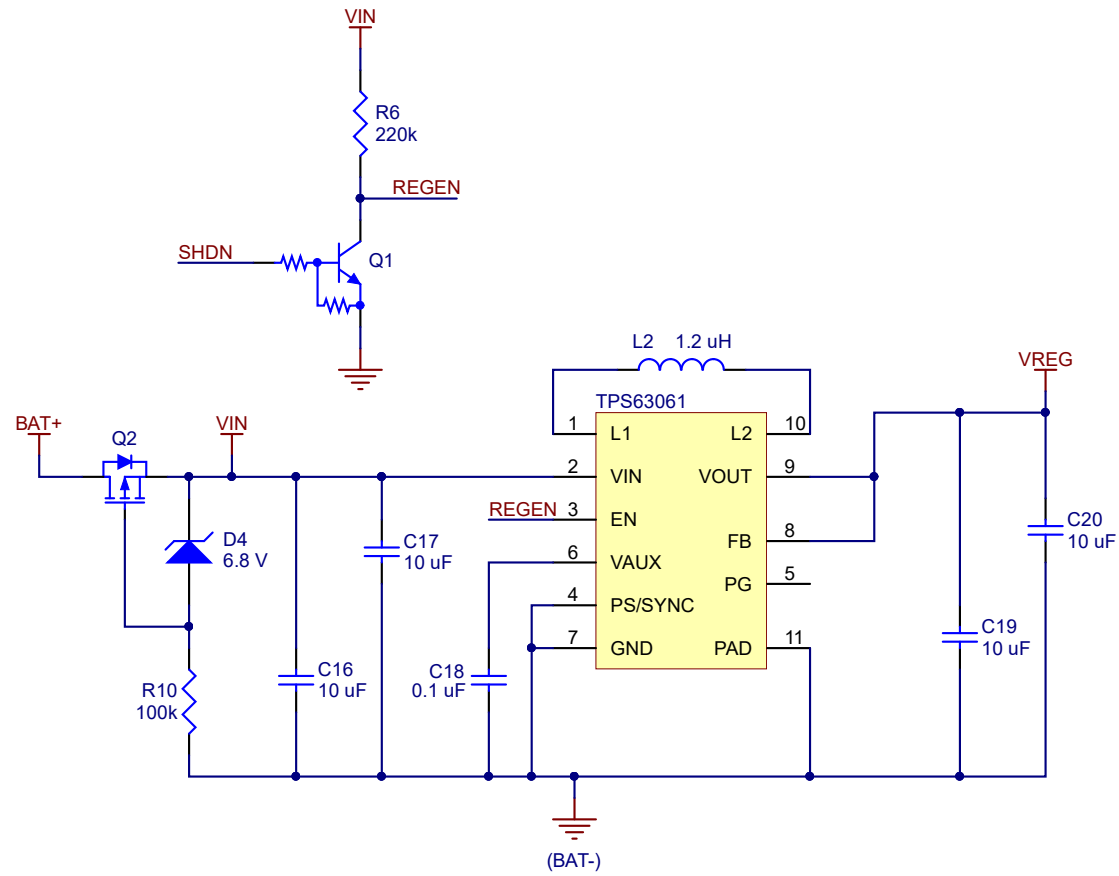 VIN
R6
220k
REGEN
SHDN
Q1
L2 1.2 uH
VREG
TPS63061
BAT+
Q2
VIN
1 L1 L2 10
2 VIN VOUT 9
REGEN 3 EN
FB 8
6 VAUX
PG 5
4 PS/SYNC
7 GND PAD 11
D4
6.8 V
C17
10 uF
C20
10 uF
C19
10 uF
C16
10 uF
C18
0.1 uF
R10
100k
(BAT-)